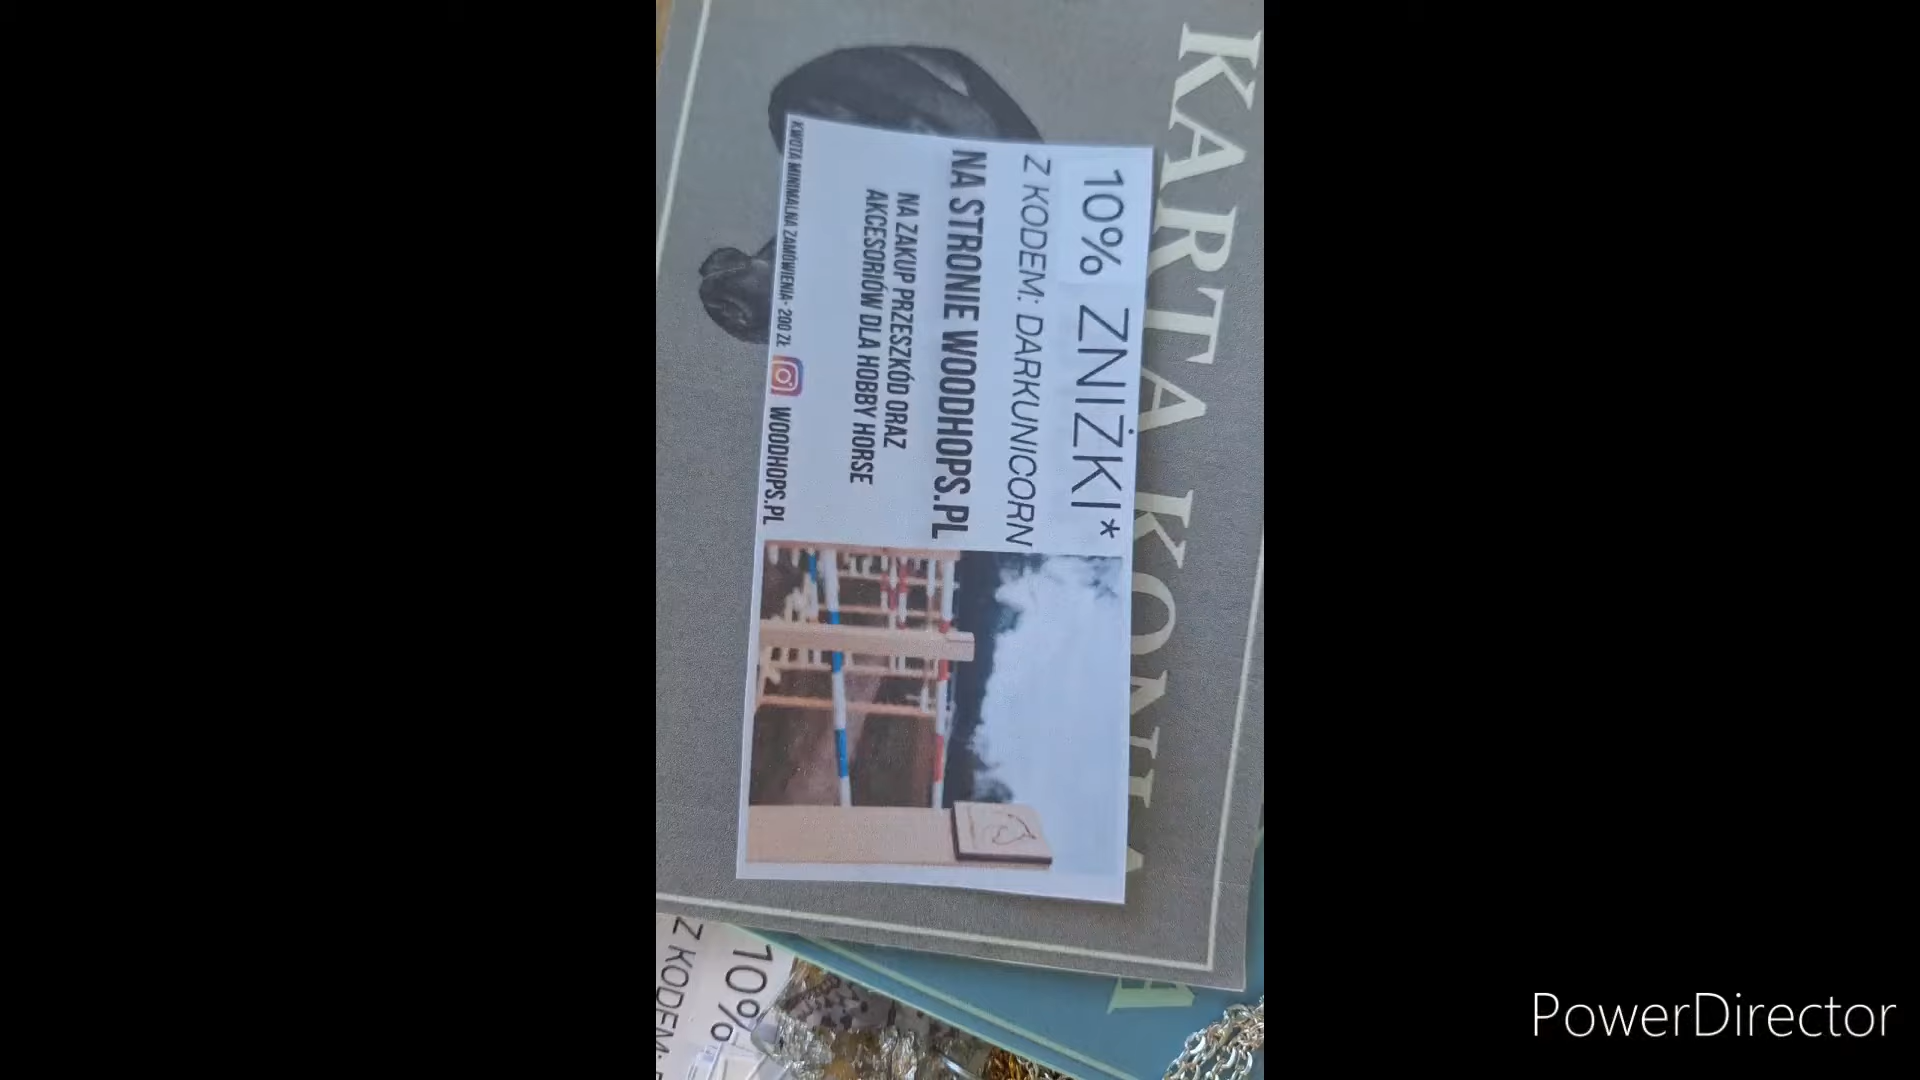 KARTA KONIA
10% ZNIŻKI*
Z KODEM: DARKUNICORN
NA STRONIE WOODHOPS.PL
NA ZAKUP PRZESZKÓD ORAZ
AKCESORIÓW DLA HOBBY HORSE
KWOTA MINIMALNA ZAMÓWIENIA- 200 ZŁ
WOODHOPS.PL
A
10%
Z KODEM:
PowerDirector